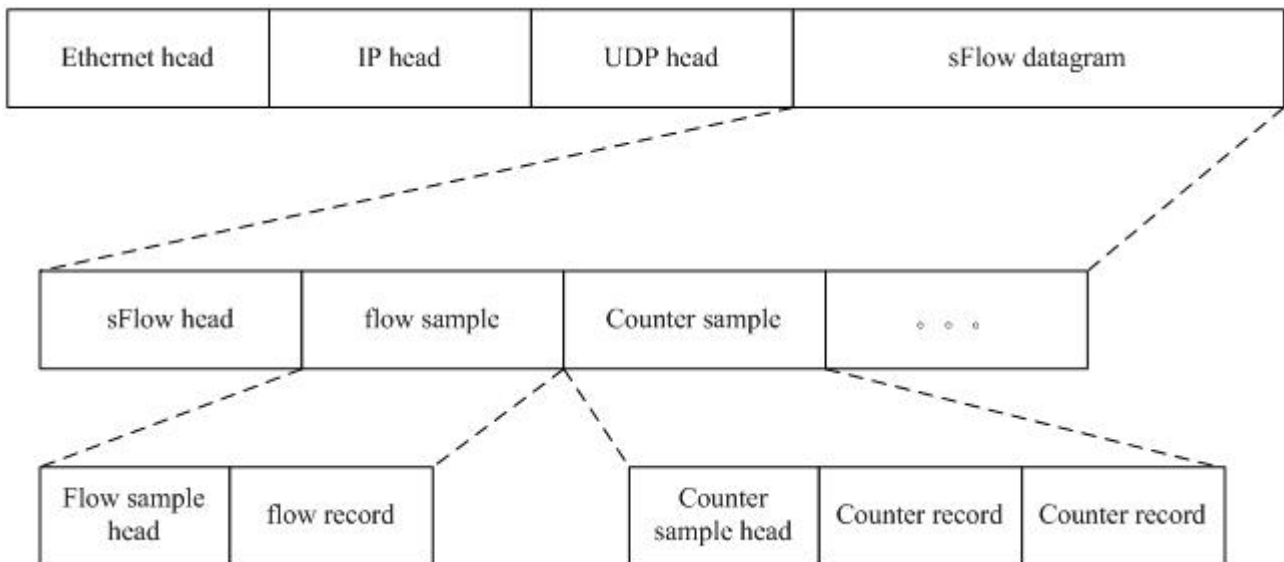 Ethernet head
IP head
UDP head
sFlow datagram
sFlow head
flow sample
Counter sample
。。。
Flow sample
head
flow record
Counter
sample head
Counter record
Counter record